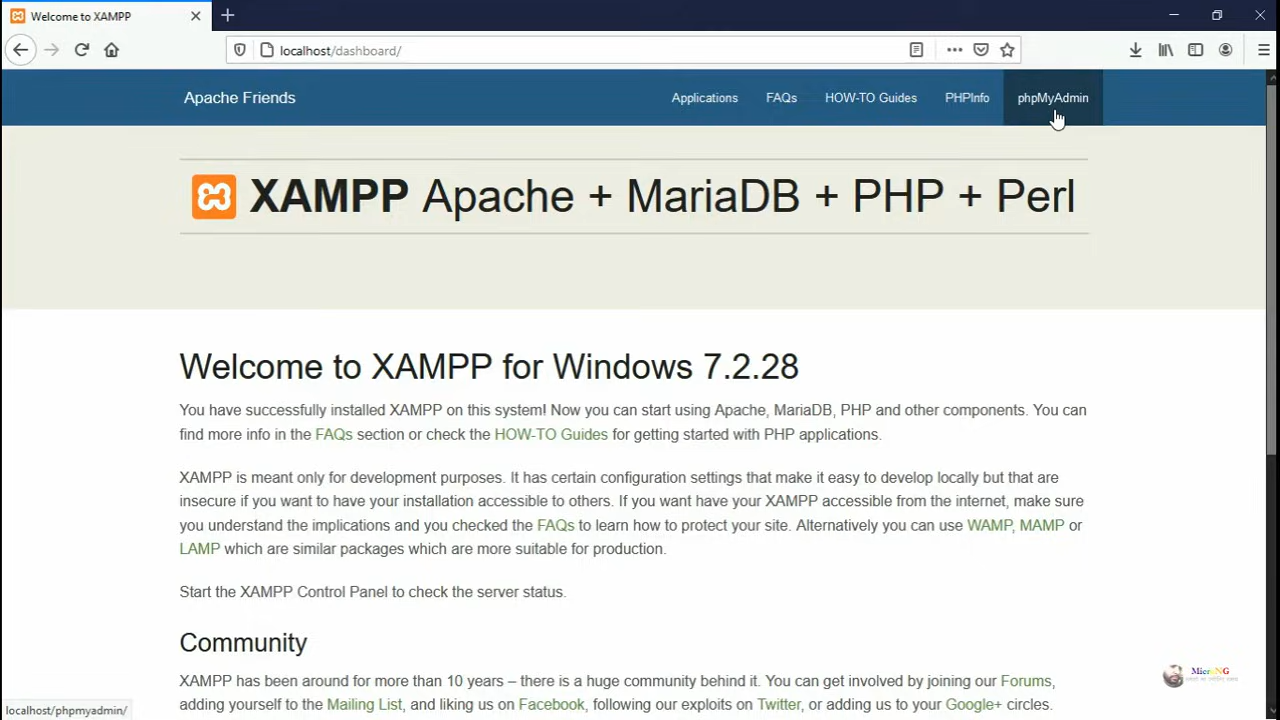 Welcome to XAMPP
localhost/dashboard/
Apache Friends
Applications FAQs HOW-TO Guides PHPInfo phpMyAdmin
XAMPP Apache + MariaDB + PHP + Perl
Welcome to XAMPP for Windows 7.2.28
You have successfully installed XAMPP on this system! Now you can start using Apache, MariaDB, PHP and other components. You can
find more info in the FAQs section or check the HOW-TO Guides for getting started with PHP applications.
XAMPP is meant only for development purposes. It has certain configuration settings that make it easy to develop locally but that are
insecure if you want to have your installation accessible to others. If you want have your XAMPP accessible from the internet, make sure
you understand the implications and you checked the FAQs to learn how to protect your site. Alternatively you can use WAMP, MAMP or
LAMP which are similar packages which are more suitable for production.
Start the XAMPP Control Panel to check the server status.
Community
XAMPP has been around for more than 10 years – there is a huge community behind it. You can get involved by joining our Forums,
adding yourself to the Mailing List, and liking us on Facebook, following our exploits on Twitter, or adding us to your Google+ circles.
MicroNG
localhost/phpmyadmin/